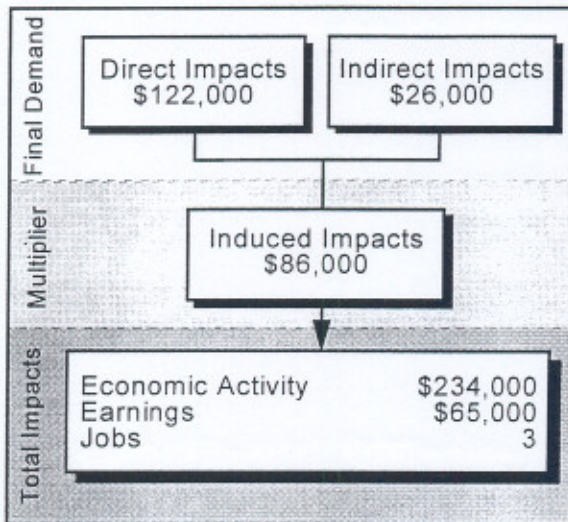 Final Demand
Direct Impacts
$122,000
Indirect Impacts
$26,000
Multiplier
Induced Impacts
$86,000
Total Impacts
Economic Activity $234,000
Earnings $65,000
Jobs 3